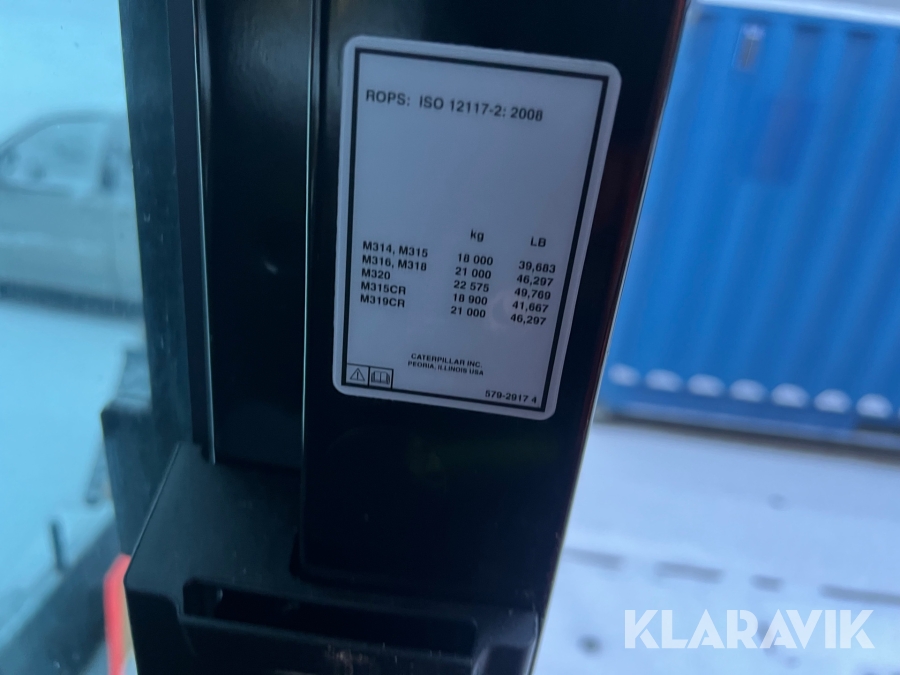 ROPS: ISO 12117-2: 2008
kg LB
M314, M315 18 000 39,683
M316, M318 21 000 46,297
M320 22 575 49,769
M315CR 18 900 41,667
M319CR 21 000 46,297
CATERPILLAR INC.
PEORIA, ILLINOIS USA
579-2917 4
KLARAVIK